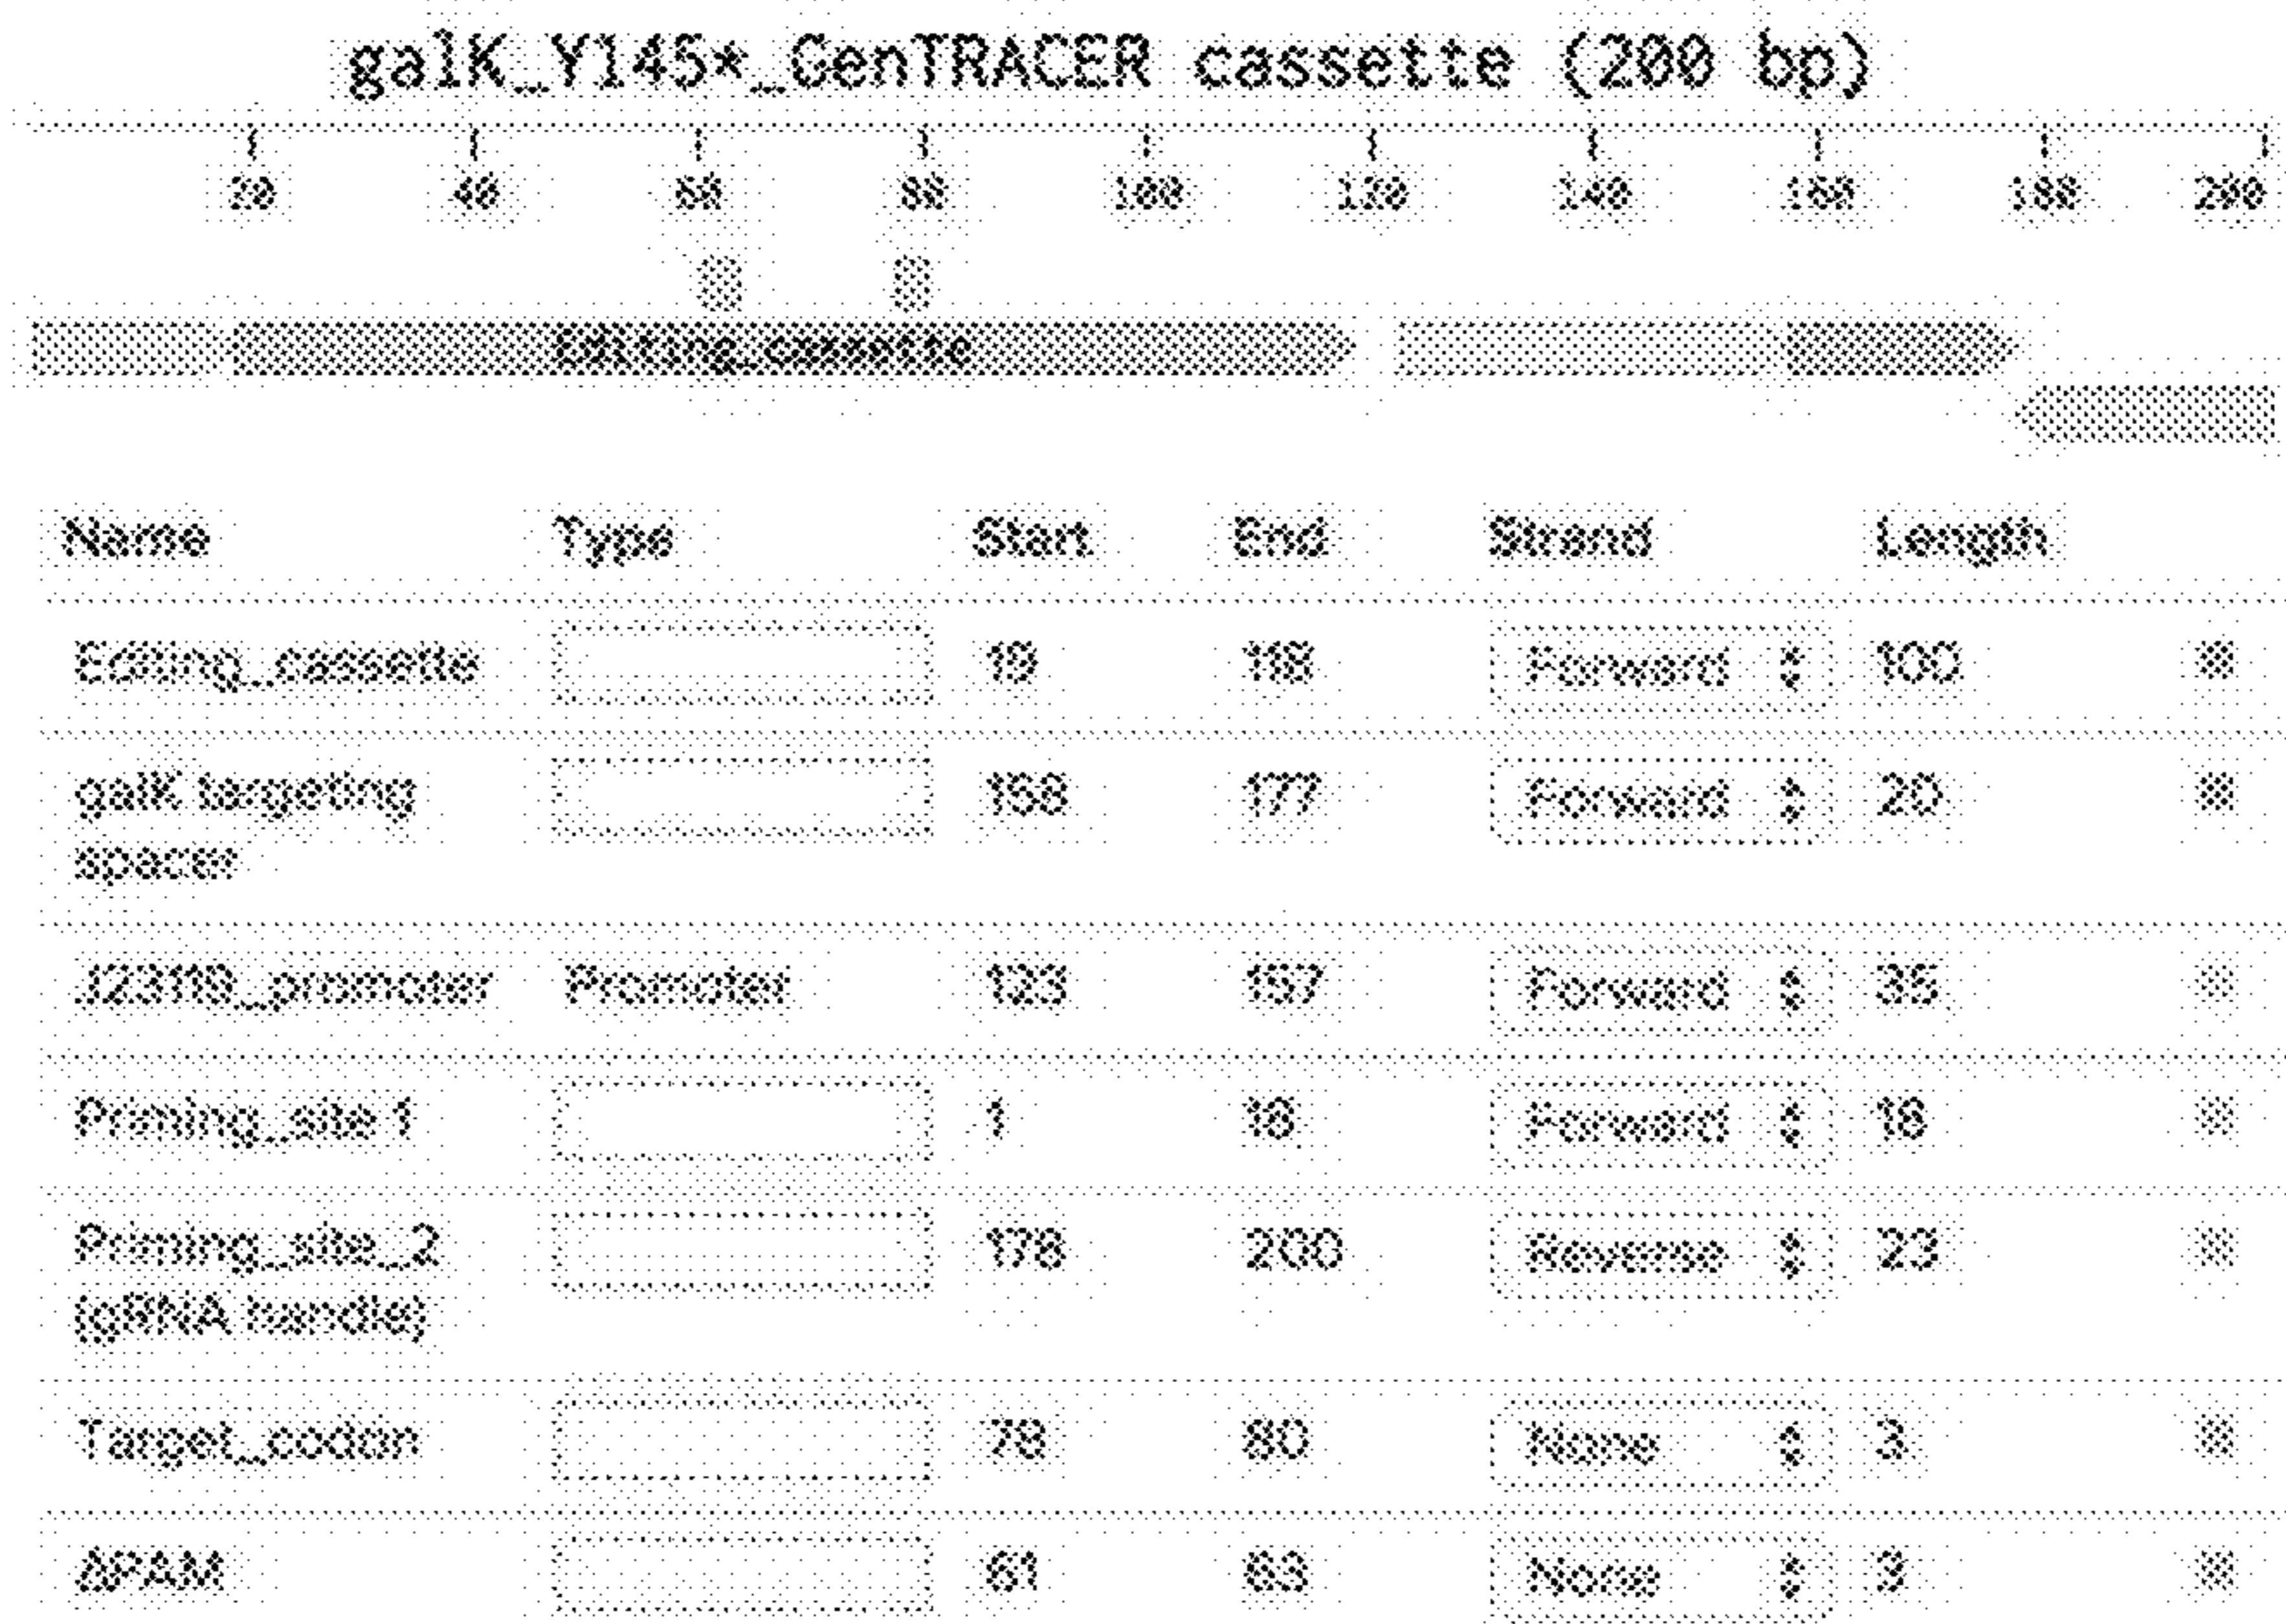 galK_Y145*_GenTRACER cassette (200 bp)
20 40 60 80 100 120 140 160 180 200
Editing_cassette
Name Type Start End Strand Length
Editing_cassette 19 118 Forward 100
galK targeting 158 177 Forward 20
spacer
J23119_promoter Promoter 123 157 Forward 35
Priming_site 1 1 18 Forward 18
Priming_site_2 178 200 Reverse 23
(gRNA handle)
Target_codon 78 80 None 3
ΔPAM 61 63 None 3